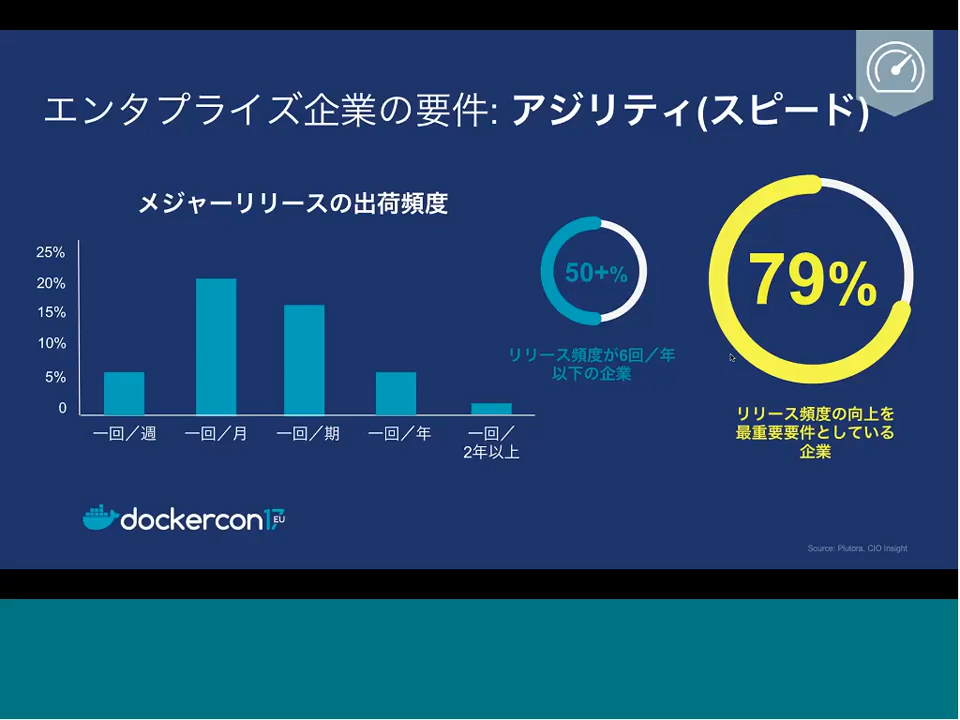 エンタプライズ企業の要件: アジリティ(スピード)
メジャーリリースの出荷頻度
25%
20%
15%
10%
5%
0
一回／週
一回／月
一回／期
一回／年
一回／
2年以上
50+%
リリース頻度が6回／年
以下の企業
79%
リリース頻度の向上を
最重要要件としている
企業
dockercon17
EU
Source: Plutora, CIO Insight